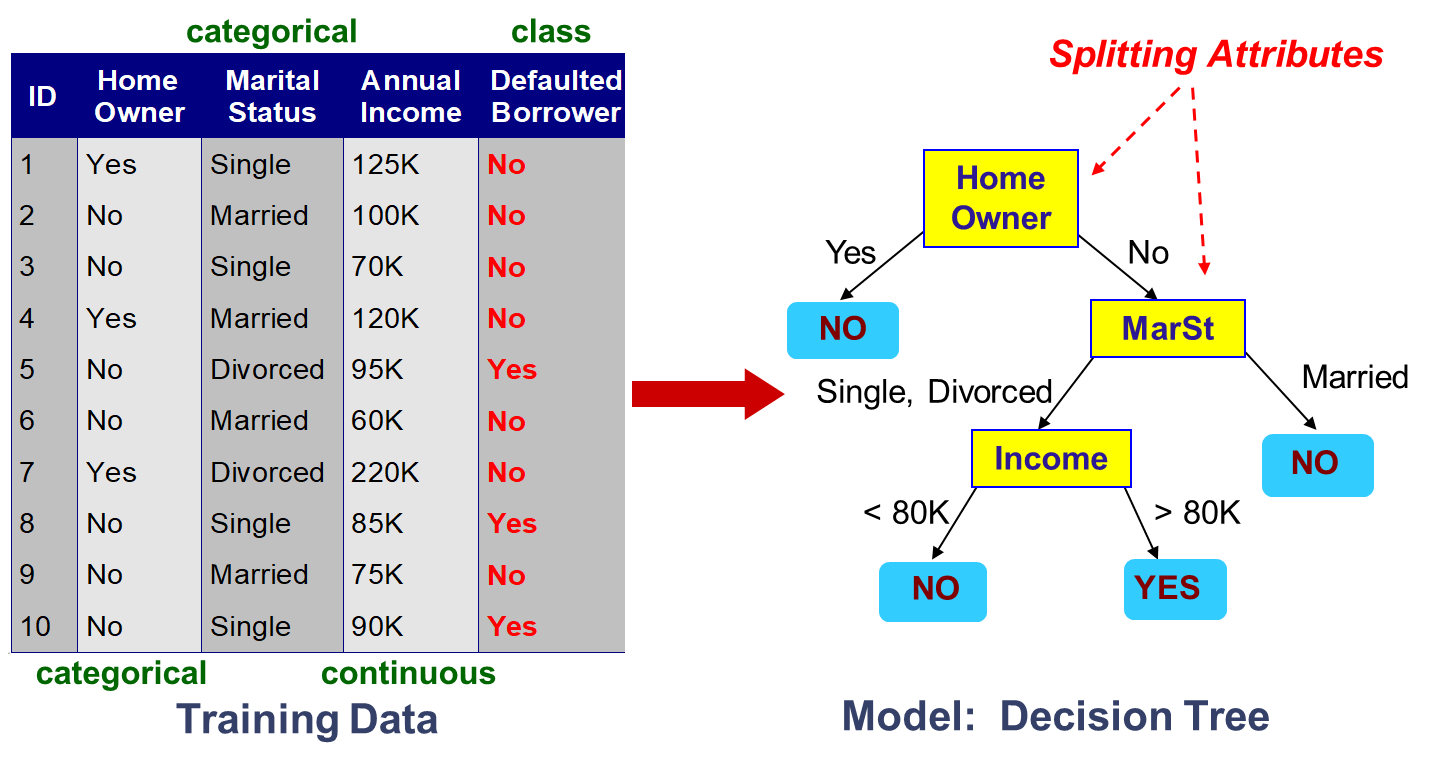 categorical class
ID Home Owner Marital Status Annual Income Defaulted Borrower
1 Yes Single 125K No
2 No Married 100K No
3 No Single 70K No
4 Yes Married 120K No
5 No Divorced 95K Yes
6 No Married 60K No
7 Yes Divorced 220K No
8 No Single 85K Yes
9 No Married 75K No
10 No Single 90K Yes
categorical continuous
Training Data
Splitting Attributes
Home
Owner
Yes No
NO MarSt
Single, Divorced Married
Income NO
< 80K > 80K
NO YES
Model: Decision Tree